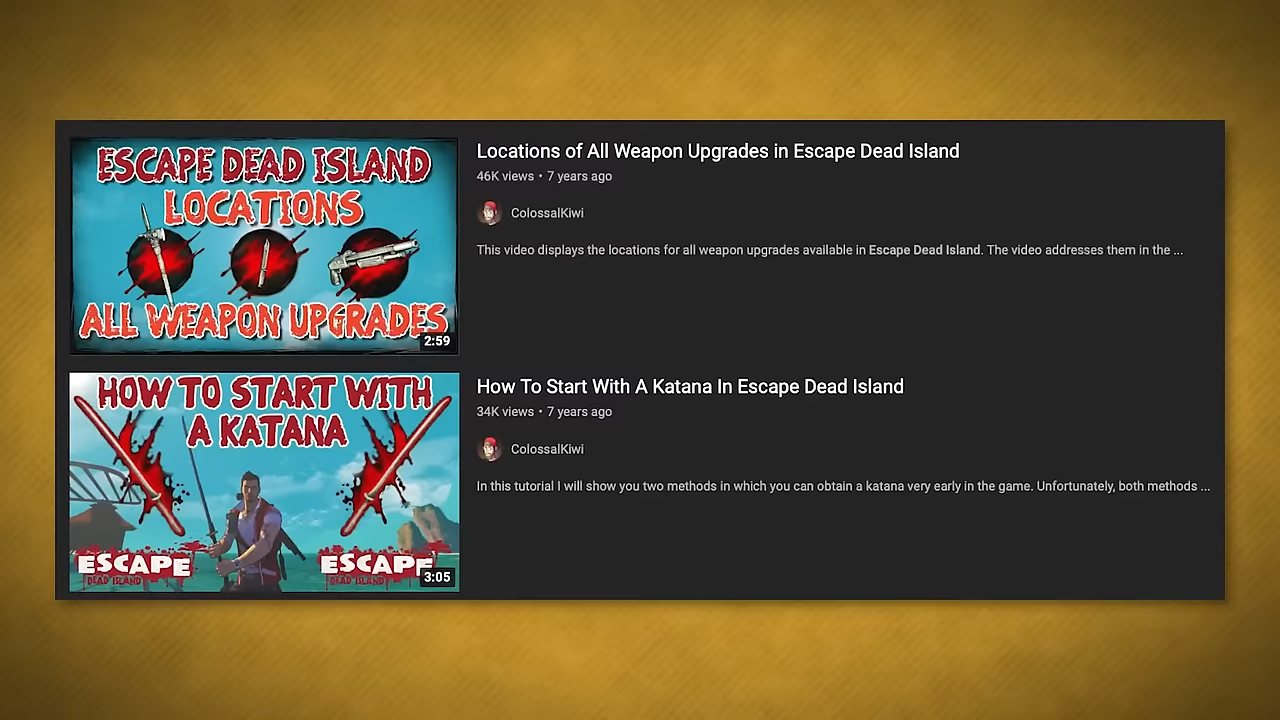 ESCAPE DEAD ISLAND
LOCATIONS
ALL WEAPON UPGRADES
2:59
Locations of All Weapon Upgrades in Escape Dead Island
46K views • 7 years ago
ColossalKiwi
This video displays the locations for all weapon upgrades available in Escape Dead Island. The video addresses them in the ...
HOW TO START WITH
A KATANA
ESCAPE
DEAD ISLAND
ESCAPE
DEAD ISLAND
3:05
How To Start With A Katana In Escape Dead Island
34K views • 7 years ago
ColossalKiwi
In this tutorial I will show you two methods in which you can obtain a katana very early in the game. Unfortunately, both methods ...